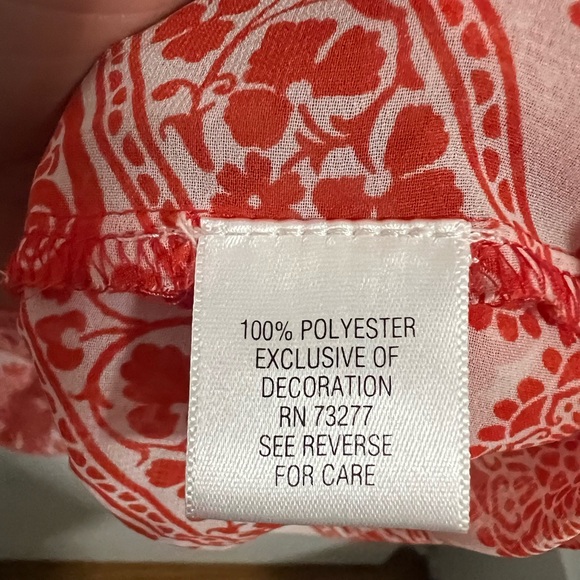 100% POLYESTER
EXCLUSIVE OF
DECORATION
RN 73277
SEE REVERSE
FOR CARE